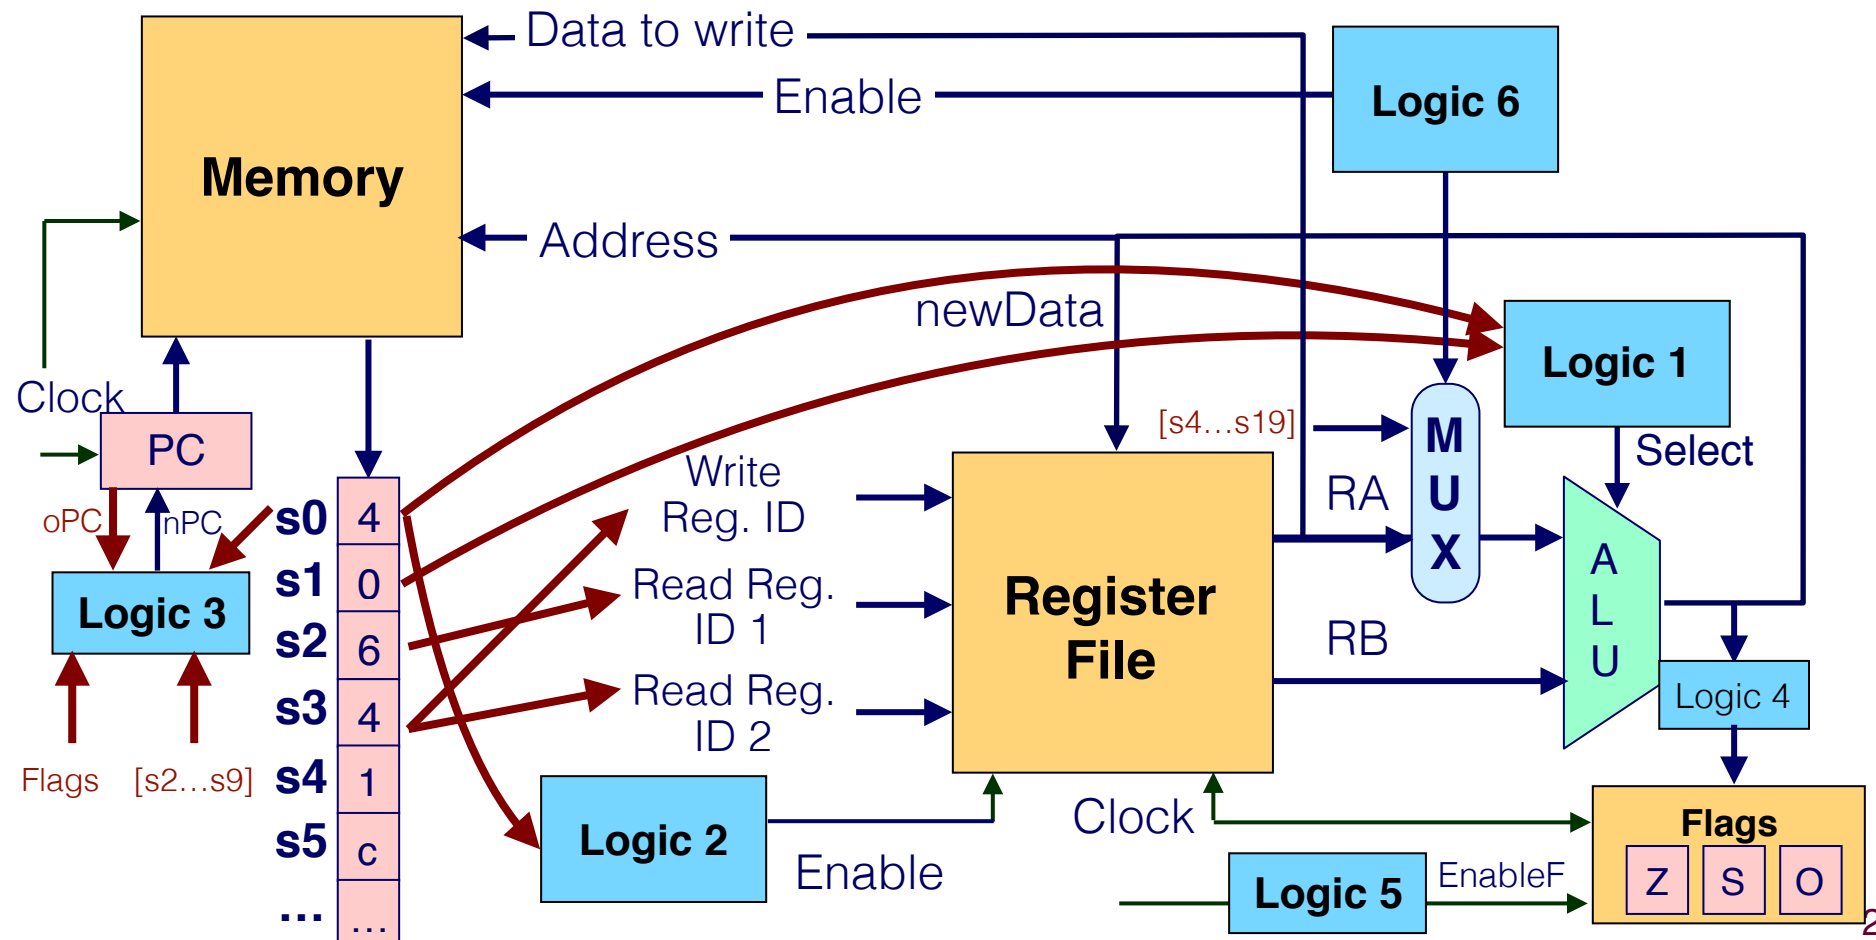 Data to write
Enable
Logic 6
Memory
Address
newData
Logic 1
Clock
PC
[s4...s19]
M
U
X
Select
Write
Reg. ID
RA
oPC
nPC
s0 4
s1 0
s2 6
s3 4
s4 1
s5 c
... ...
Logic 3
Read Reg.
ID 1
Read Reg.
ID 2
Register
File
RB
A
L
U
Logic 4
Flags
[s2...s9]
Logic 2
Enable
Clock
Logic 5
EnableF
Flags
Z S O
2